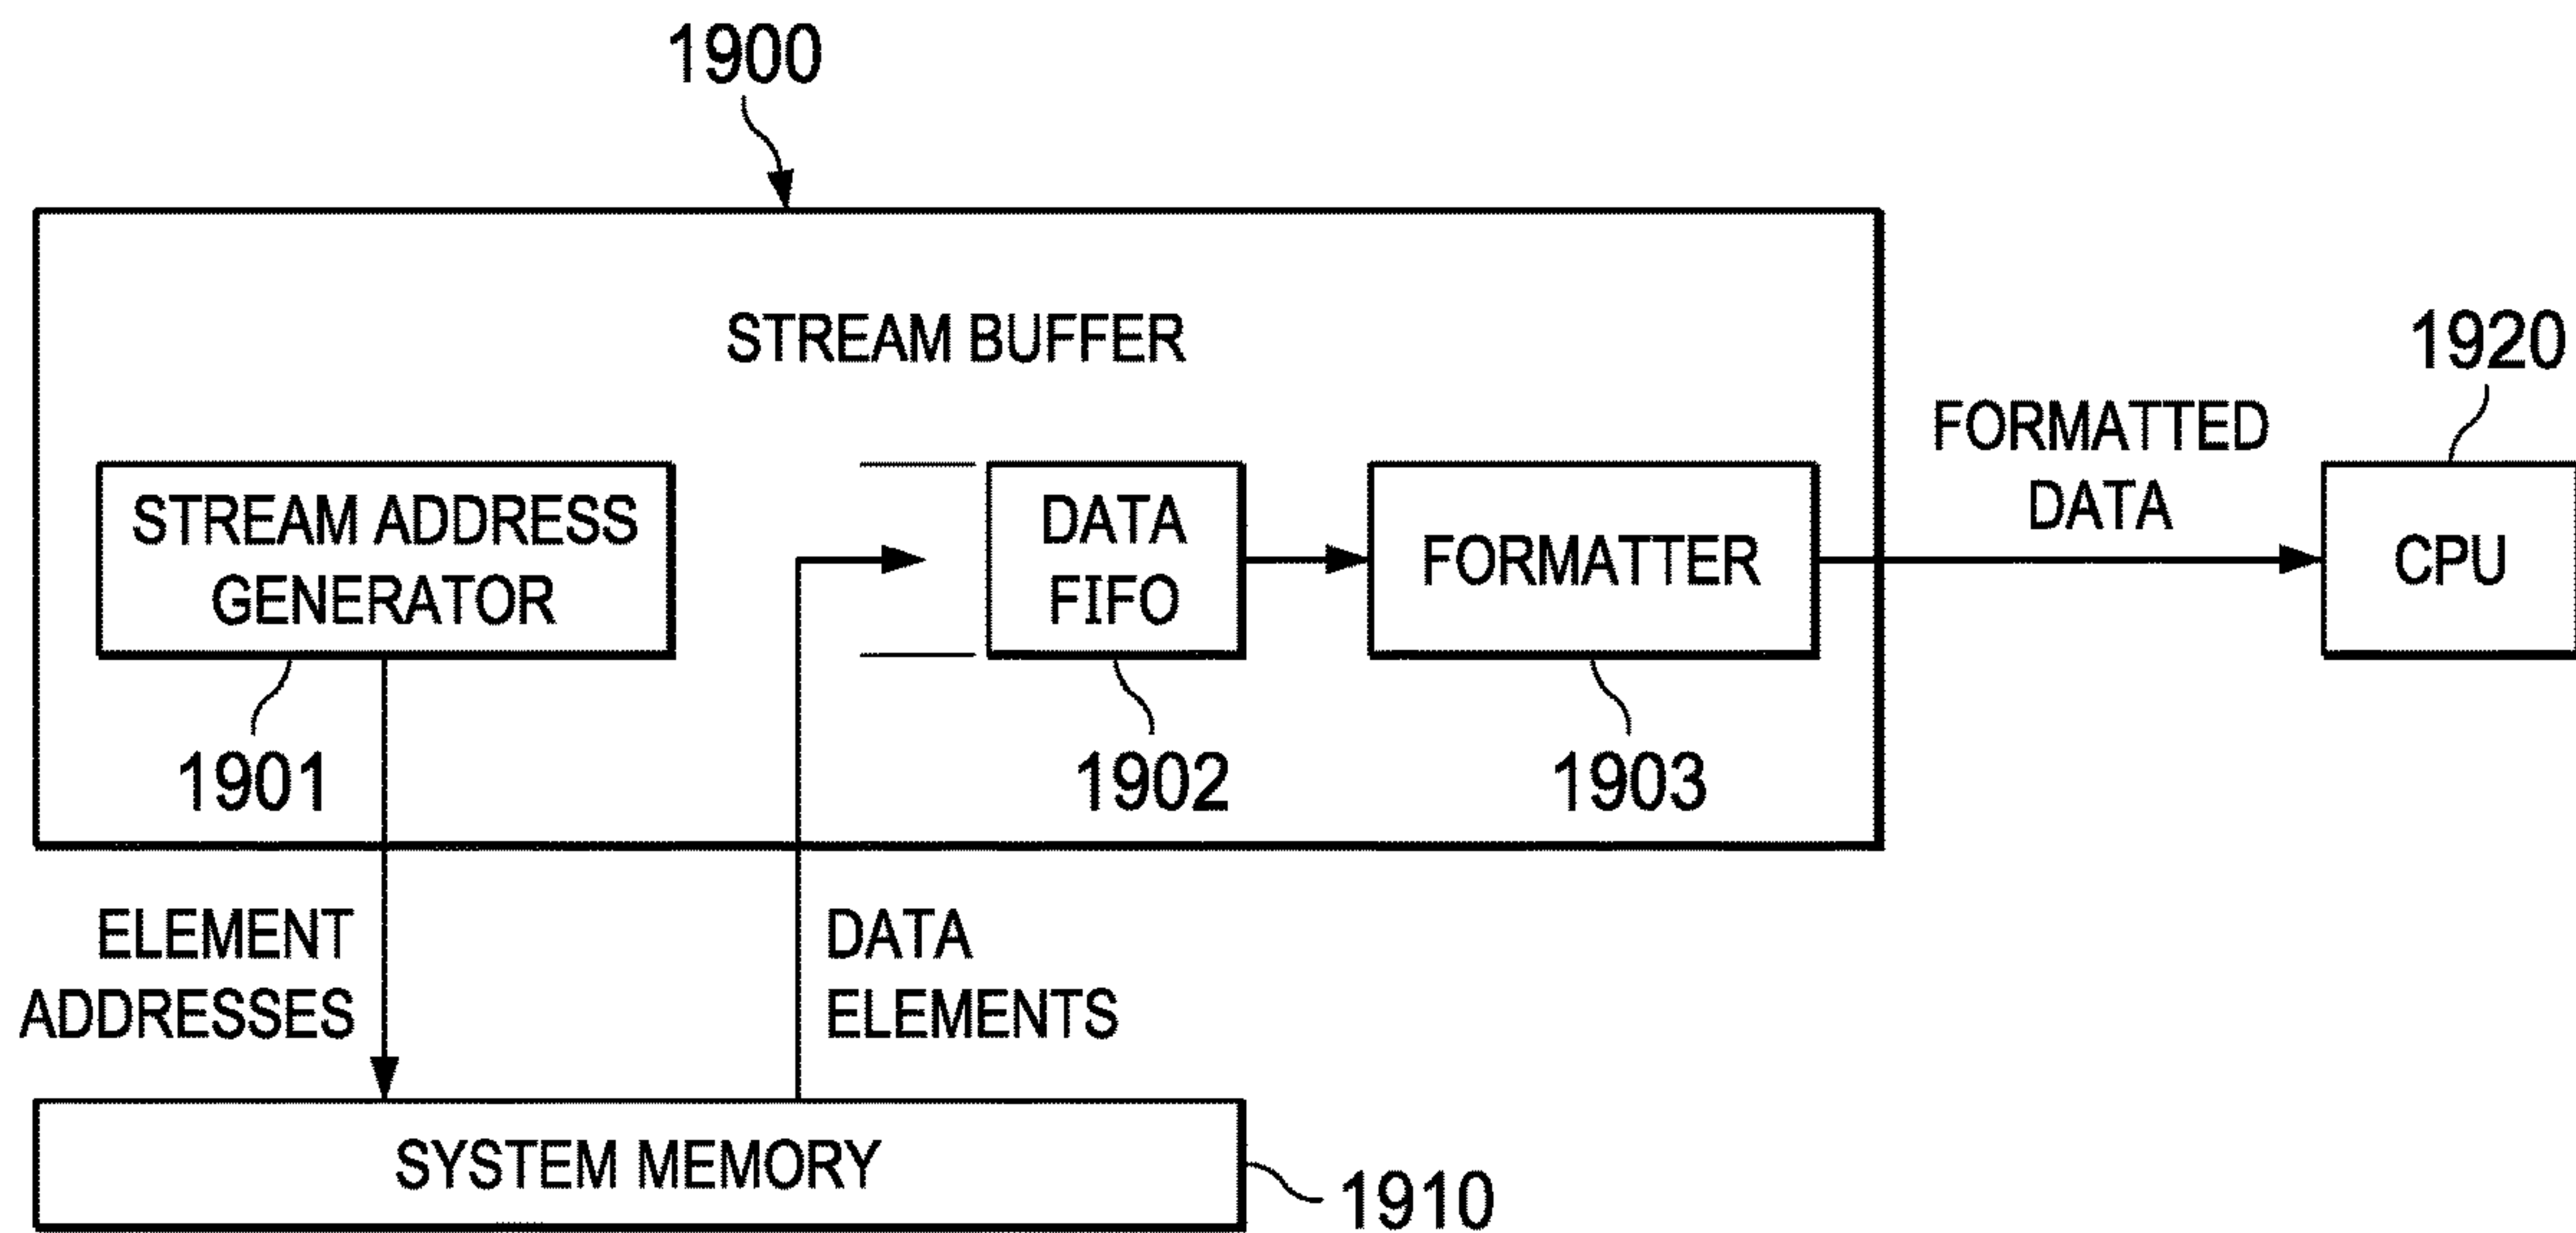 1900
STREAM BUFFER
1920
FORMATTED
DATA
STREAM ADDRESS
GENERATOR
DATA
FIFO
FORMATTER
CPU
1901
1902
1903
ELEMENT
ADDRESSES
DATA
ELEMENTS
SYSTEM MEMORY
1910